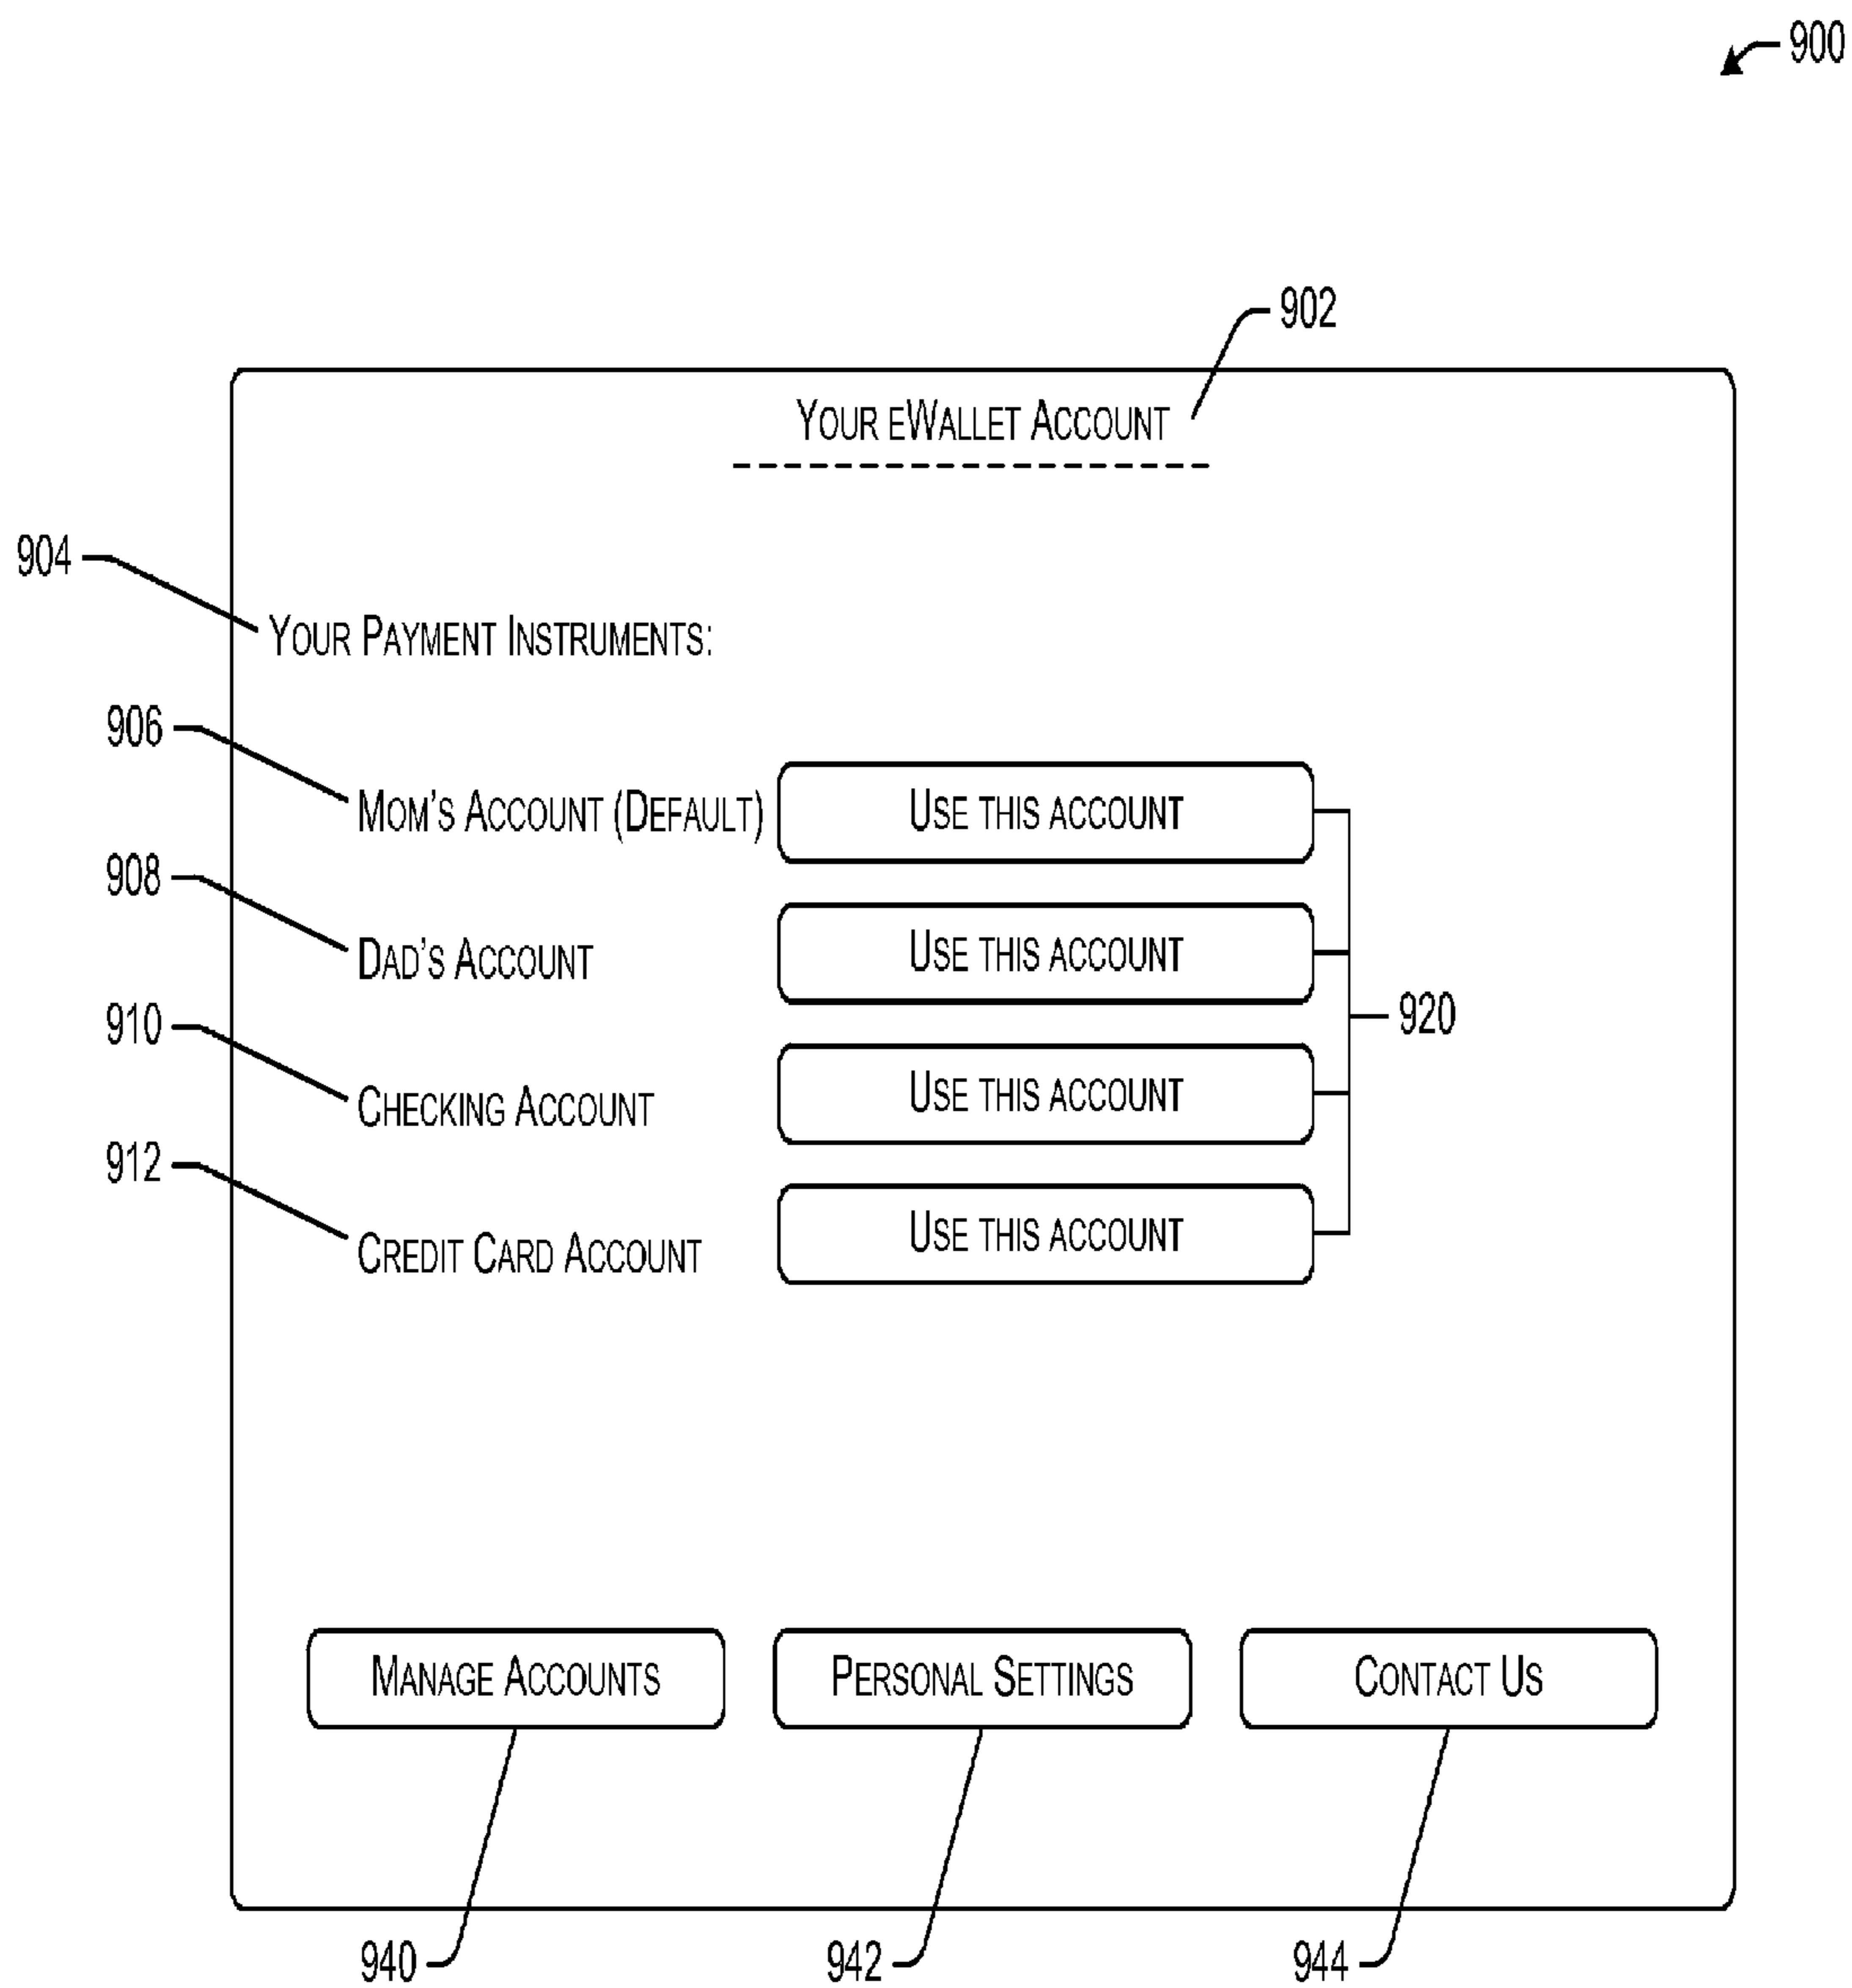 900
902
Your eWallet Account
904
Your Payment Instruments:
906
Mom's Account (Default) Use this account
908
Dad's Account Use this account
910
920
Checking Account Use this account
912
Credit Card Account Use this account
Manage Accounts Personal Settings Contact Us
940 942 944